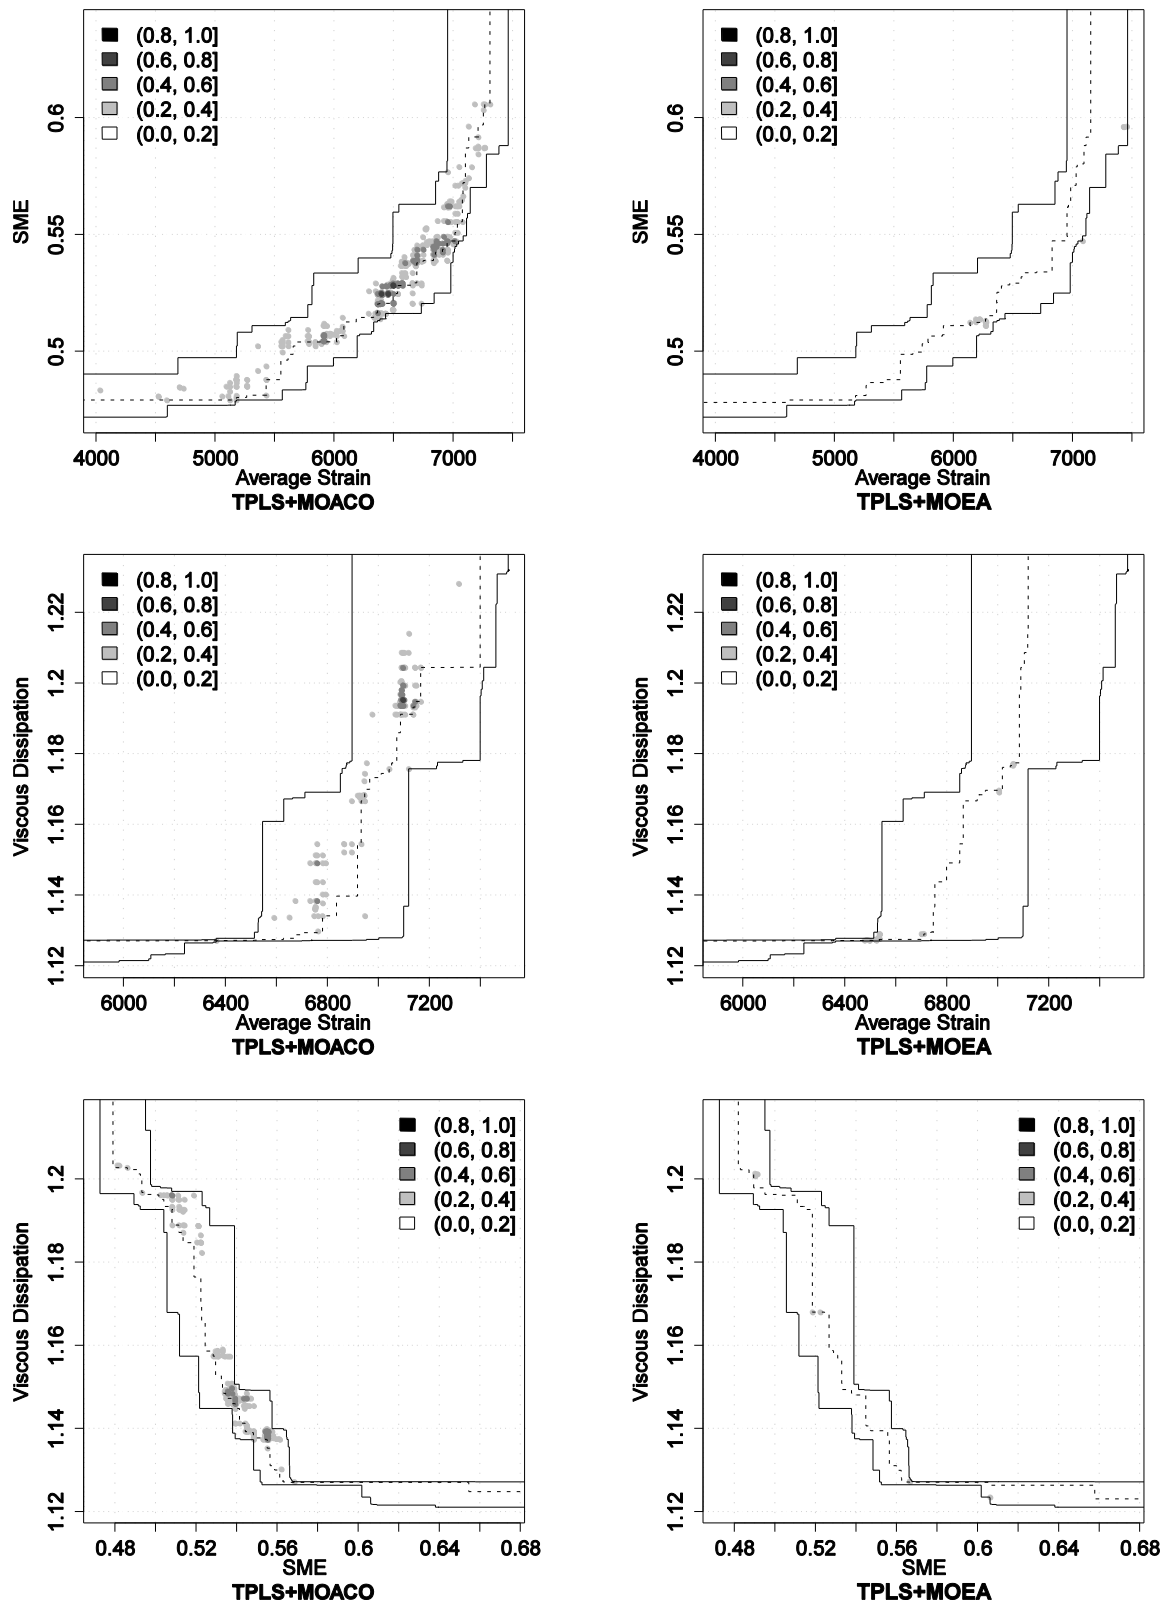 (0.8, 1.0]
(0.6, 0.8]
(0.4, 0.6]
(0.2, 0.4]
(0.0, 0.2]
SME
0.6
0.55
0.5
4000 5000 6000 7000
Average Strain
TPLS+MOACO
(0.8, 1.0]
(0.6, 0.8]
(0.4, 0.6]
(0.2, 0.4]
(0.0, 0.2]
SME
0.6
0.55
0.5
4000 5000 6000 7000
Average Strain
TPLS+MOEA
(0.8, 1.0]
(0.6, 0.8]
(0.4, 0.6]
(0.2, 0.4]
(0.0, 0.2]
Viscous Dissipation
1.22
1.2
1.18
1.16
1.14
1.12
6000 6400 6800 7200
Average Strain
TPLS+MOACO
(0.8, 1.0]
(0.6, 0.8]
(0.4, 0.6]
(0.2, 0.4]
(0.0, 0.2]
Viscous Dissipation
1.22
1.2
1.18
1.16
1.14
1.12
6000 6400 6800 7200
Average Strain
TPLS+MOEA
(0.8, 1.0]
(0.6, 0.8]
(0.4, 0.6]
(0.2, 0.4]
(0.0, 0.2]
Viscous Dissipation
1.2
1.18
1.16
1.14
1.12
0.48 0.52 0.56 0.6 0.64 0.68
SME
TPLS+MOACO
(0.8, 1.0]
(0.6, 0.8]
(0.4, 0.6]
(0.2, 0.4]
(0.0, 0.2]
Viscous Dissipation
1.2
1.18
1.16
1.14
1.12
0.48 0.52 0.56 0.6 0.64 0.68
SME
TPLS+MOEA